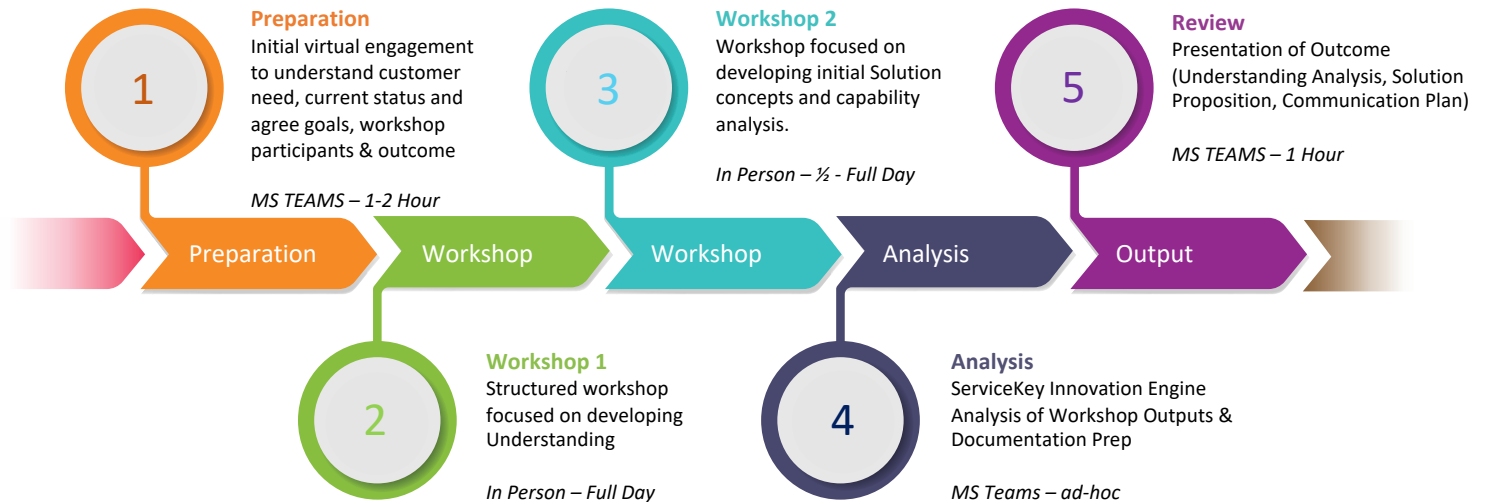 1
Preparation
Initial virtual engagement
to understand customer
need, current status and
agree goals, workshop
participants & outcome
MS TEAMS – 1-2 Hour
3
Workshop 2
Workshop focused on
developing initial Solution
concepts and capability
analysis.
In Person – ½ - Full Day
5
Review
Presentation of Outcome
(Understanding Analysis, Solution
Proposition, Communication Plan)
MS TEAMS – 1 Hour
Preparation
Workshop
Workshop
Analysis
Output
2
Workshop 1
Structured workshop
focused on developing
Understanding
In Person – Full Day
4
Analysis
ServiceKey Innovation Engine
Analysis of Workshop Outputs &
Documentation Prep
MS Teams – ad-hoc